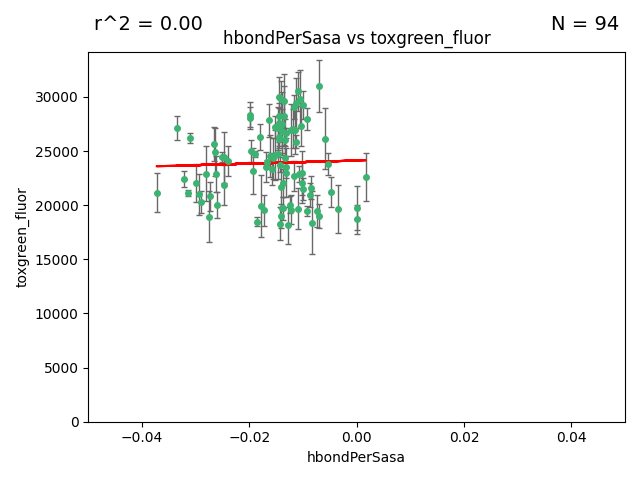 r^2 = 0.00
N = 94
hbondPerSasa vs toxgreen_fluor
30000
25000
20000
15000
10000
5000
0
toxgreen_fluor
−0.04
−0.02
0.00
0.02
0.04
hbondPerSasa